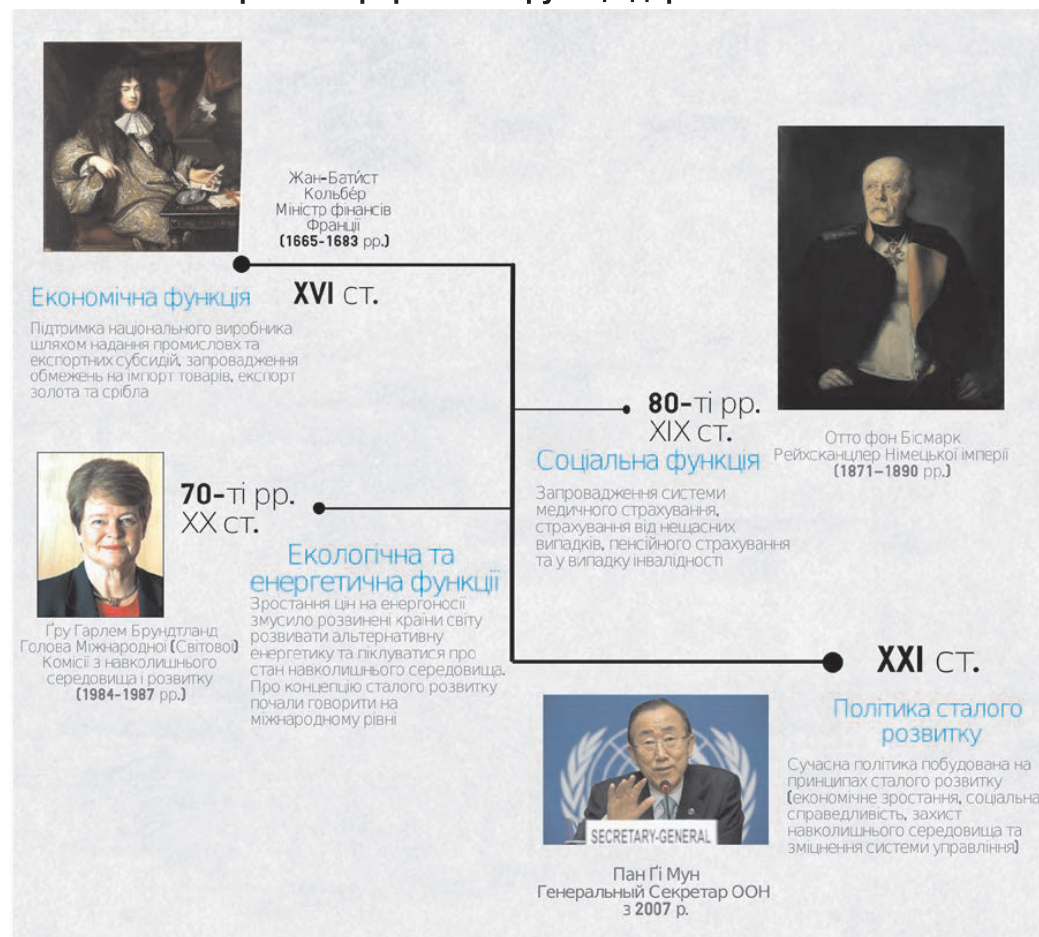 Жан-Бати́ст
Кольбе́р
Міністр фінансів
Франції
(1665-1683 рр.)
XVI СТ.
Економічна функція
Підтримка національного виробника
шляхом надання промисловх та
експортних субсидій, запровадження
обмежень на імпорт товарів, експорт
золота та срібла
80-ті рр.
XIX СТ.
Соціальна функція
Запровадження системи
медичного страхування,
страхування від нещасних
випадків, пенсійного страхування
та у випадку інвалідності
Отто фон Бісмарк
Рейхсканцлер Німецької імперії
(1871–1890 рр.)
70-ті рр.
XX СТ.
Екологічна та
енергетична функції
Зростання цін на енергоносії
змусило розвинені країни світу
розвивати альтернативну
енергетику та піклуватися про
стан навколишнього середовища.
Про концепцію сталого розвитку
почали говорити на
міжнародному рівні
Ґру Гарлем Брундтланд
Голова Міжнародної (Світової)
Комісії з навколишнього
середовища і розвитку
(1984-1987 рр.)
XXI СТ.
Політика сталого
розвитку
Сучасна політика побудована на
принципах сталого розвитку
(економічне зростання, соціальна
справедливість, захист
навколишнього середовища та
зміцнення системи управління)
SECRETARY-GENERAL
Пан Ґі Мун
Генеральный Секретар ООН
з 2007 р.